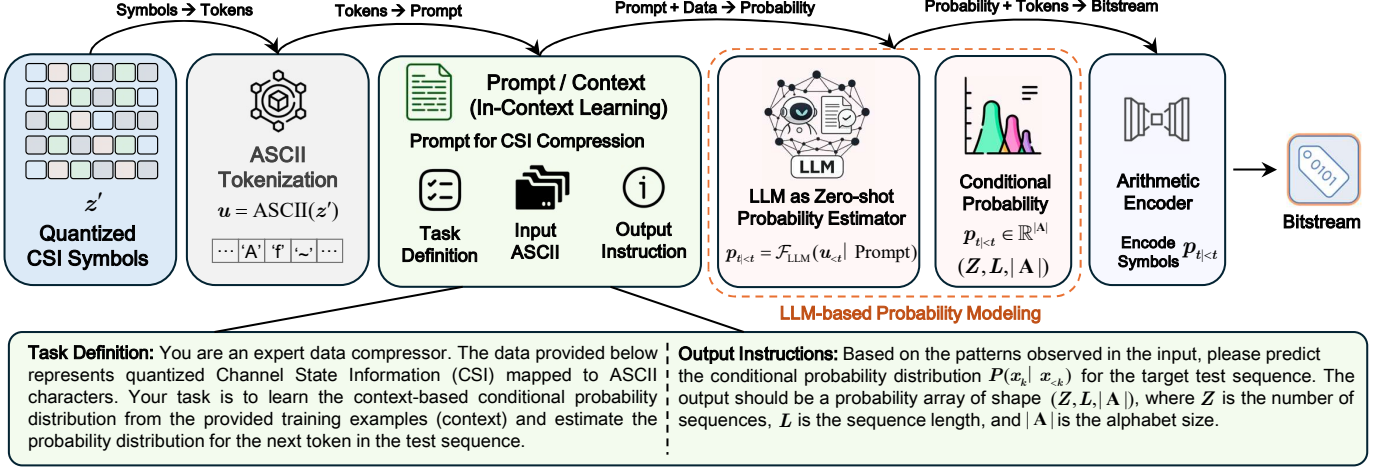 Symbols → Tokens
Tokens → Prompt
Prompt + Data → Probability
Probability + Tokens → Bitstream
z′
Quantized
CSI Symbols
ASCII
Tokenization
u = ASCII(z′)
··· 'A' 'f' '~' ···
Prompt / Context
(In-Context Learning)
Prompt for CSI Compression
Task
Definition
Input
ASCII
Output
Instruction
LLM
LLM as Zero-shot
Probability Estimator
p_{t|<t} = F_{LLM}(u_{<t} | Prompt)
Conditional
Probability
p_{t|<t} ∈ ℝ^{|A|}
(Z, L, | A |)
LLM-based Probability Modeling
Arithmetic
Encoder
Encode
Symbols p_{t|<t}
0101
Bitstream
Task Definition: You are an expert data compressor. The data provided below
represents quantized Channel State Information (CSI) mapped to ASCII
characters. Your task is to learn the context-based conditional probability
distribution from the provided training examples (context) and estimate the
probability distribution for the next token in the test sequence.
Output Instructions: Based on the patterns observed in the input, please predict
the conditional probability distribution P(x_k | x_{<k}) for the target test sequence. The
output should be a probability array of shape (Z, L, | A |), where Z is the number of
sequences, L is the sequence length, and | A | is the alphabet size.